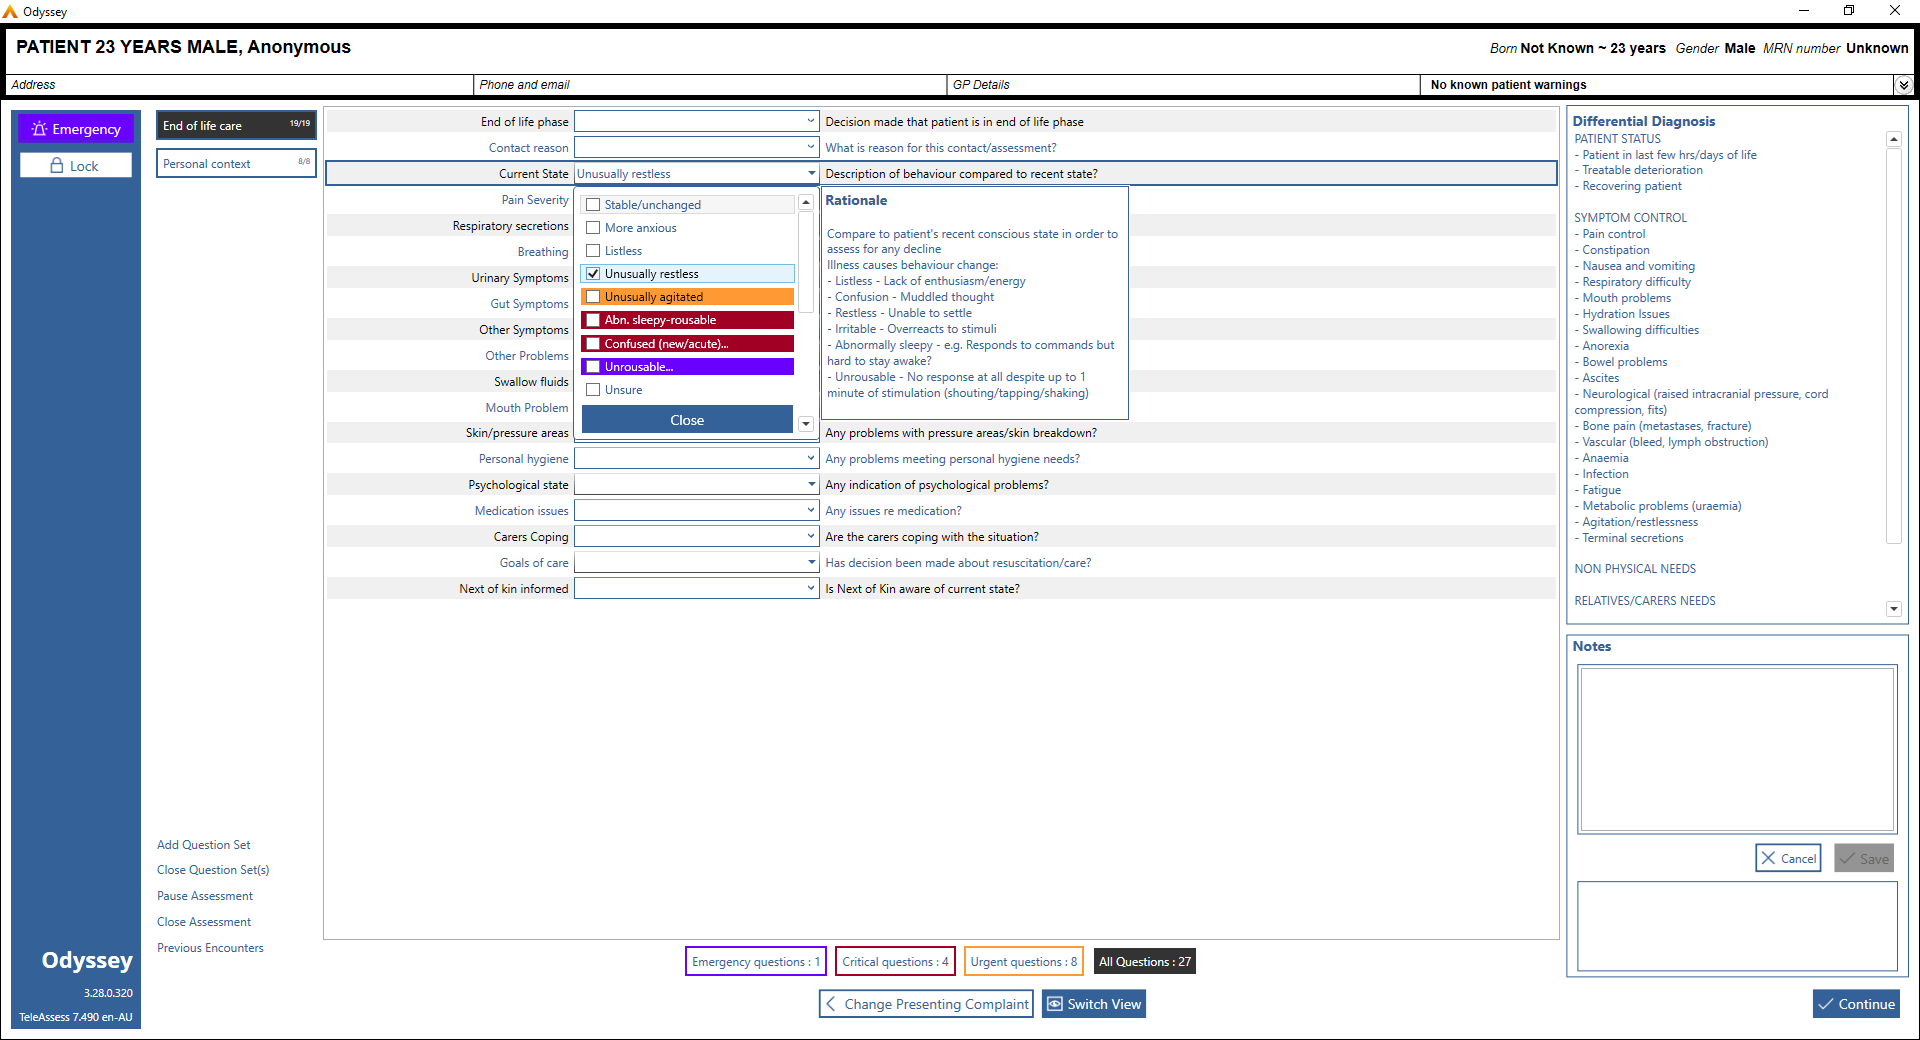 Odyssey
PATIENT 23 YEARS MALE, Anonymous
Born Not Known ~ 23 years Gender Male MRN number Unknown
Address
Phone and email
GP Details
No known patient warnings
Emergency
Lock
End of life care 19/19
Personal context 8/8
End of life phase
Decision made that patient is in end of life phase
Contact reason
What is reason for this contact/assessment?
Current State
Unusually restless
Description of behaviour compared to recent state?
Pain Severity
Respiratory secretions
Breathing
Urinary Symptoms
Gut Symptoms
Other Symptoms
Other Problems
Swallow fluids
Mouth Problem
Stable/unchanged
More anxious
Listless
Unusually restless
Unusually agitated
Abn. sleepy-rousable
Confused (new/acute)...
Unrousable...
Unsure
Close
Rationale
Compare to patient's recent conscious state in order to
assess for any decline
Illness causes behaviour change:
- Listless - Lack of enthusiasm/energy
- Confusion - Muddled thought
- Restless - Unable to settle
- Irritable - Overreacts to stimuli
- Abnormally sleepy - e.g. Responds to commands but
hard to stay awake?
- Unrousable - No response at all despite up to 1
minute of stimulation (shouting/tapping/shaking)
Skin/pressure areas
Any problems with pressure areas/skin breakdown?
Personal hygiene
Any problems meeting personal hygiene needs?
Psychological state
Any indication of psychological problems?
Medication issues
Any issues re medication?
Carers Coping
Are the carers coping with the situation?
Goals of care
Has decision been made about resuscitation/care?
Next of kin informed
Is Next of Kin aware of current state?
Differential Diagnosis
PATIENT STATUS
- Patient in last few hrs/days of life
- Treatable deterioration
- Recovering patient
SYMPTOM CONTROL
- Pain control
- Constipation
- Nausea and vomiting
- Respiratory difficulty
- Mouth problems
- Hydration Issues
- Swallowing difficulties
- Anorexia
- Bowel problems
- Ascites
- Neurological (raised intracranial pressure, cord
compression, fits)
- Bone pain (metastases, fracture)
- Vascular (bleed, lymph obstruction)
- Anaemia
- Infection
- Fatigue
- Metabolic problems (uraemia)
- Agitation/restlessness
- Terminal secretions
NON PHYSICAL NEEDS
RELATIVES/CARERS NEEDS
Notes
Cancel
Save
Add Question Set
Close Question Set(s)
Pause Assessment
Close Assessment
Previous Encounters
Odyssey
3.28.0.320
TeleAssess 7.490 en-AU
Emergency questions : 1
Critical questions : 4
Urgent questions : 8
All Questions : 27
Change Presenting Complaint
Switch View
Continue